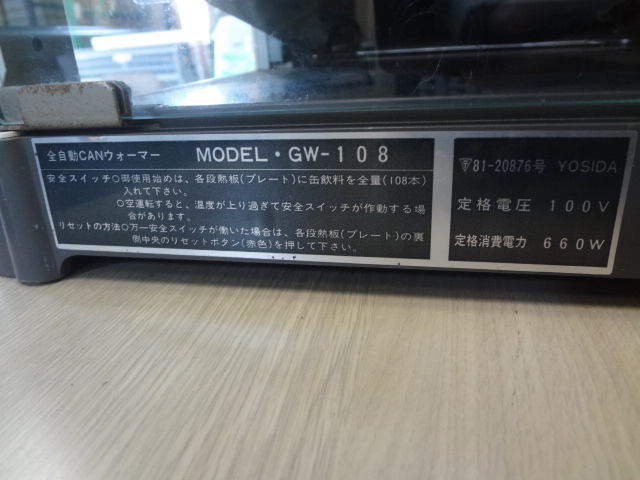 全自動CANウォーマー MODEL・GW-108
安全スイッチ○御使用始めは、各段熱板(プレート)に缶飲料を全量(108本)
入れて下さい。
○空運転すると、温度が上り過ぎて安全スイッチが作動する場
合があります。
リセットの方法○万一安全スイッチが働いた場合は、各段熱板(プレート)の裏
側中央のリセットボタン(赤色)を押して下さい。
81-20876号 YOSIDA
定格電圧 100V
定格消費電力 660W